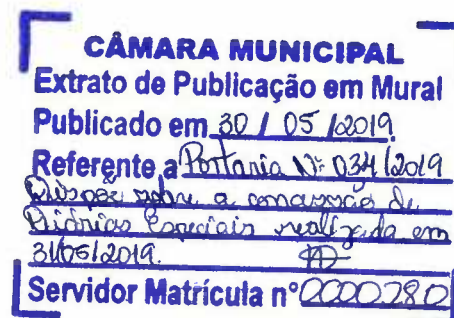 CÂMARA MUNICIPAL
Extrato de Publicação em Mural
Publicado em 30 / 05 /2019
Referente a Portaria Nº 034/2019
Dispõe sobre a concessão de
Diárias Especiais realizada em
31/05/2019.
Servidor Matrícula nº 0000280